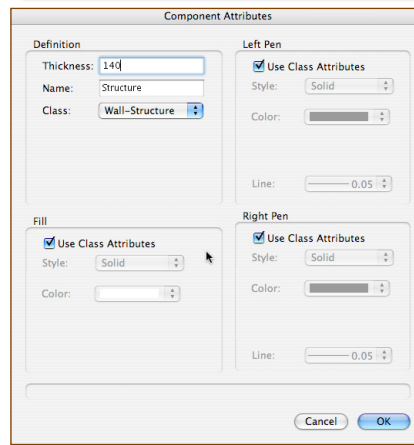 Component Attributes
Definition
Thickness: 140
Name: Structure
Class: Wall-Structure
Left Pen
Use Class Attributes
Style: Solid
Color:
Line: 0.05
Fill
Use Class Attributes
Style: Solid
Color:
Right Pen
Use Class Attributes
Style: Solid
Color:
Line: 0.05
Cancel OK